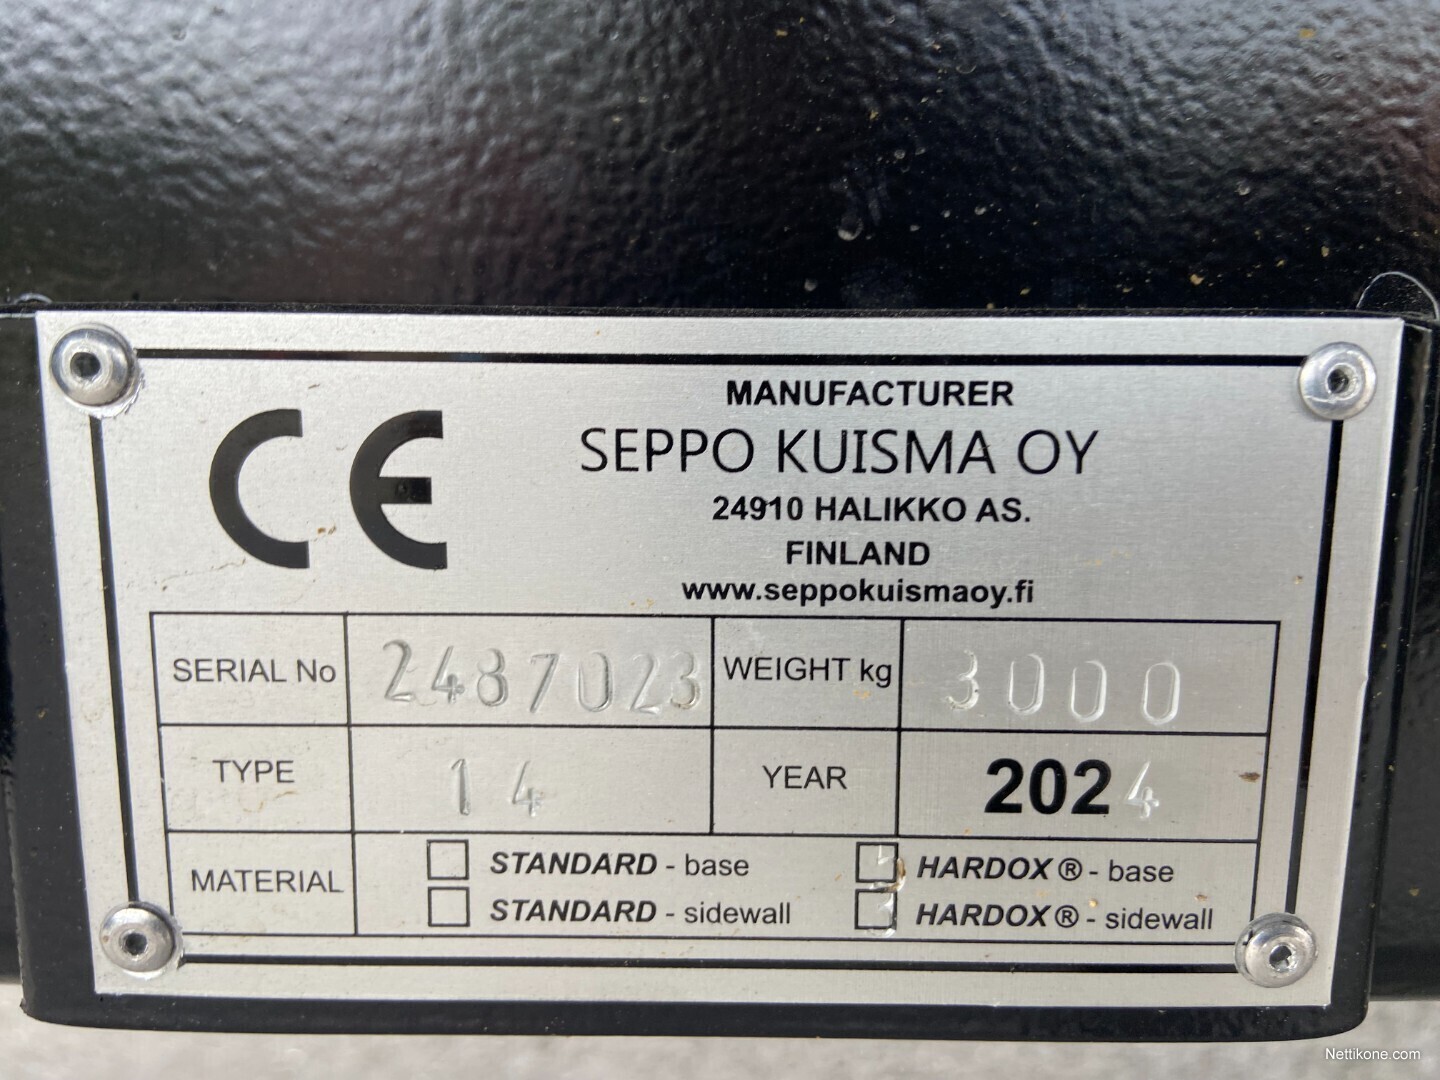 CE
MANUFACTURER
SEPPO KUISMA OY
24910 HALIKKO AS.
FINLAND
www.seppokuismaoy.fi
SERIAL No 2487023 WEIGHT kg 3000
TYPE 14 YEAR 2024
MATERIAL
STANDARD - base HARDOX ® - base
STANDARD - sidewall HARDOX ® - sidewall
Nettikone.com